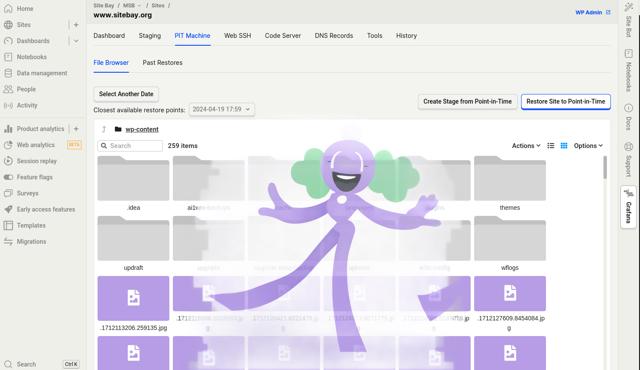 Home
Sites
Dashboards
Notebooks
Data management
People
Activity
Product analytics
Web analytics BETA
Session replay
Feature flags
Surveys
Early access features
Templates
Migrations
Search Ctrl K
Site Bay / MSB / Sites /
www.sitebay.org
WP Admin
Dashboard Staging PIT Machine Web SSH Code Server DNS Records Tools History
File Browser Past Restores
Select Another Date
Closest available restore points: 2024-04-19 17:59
Create Stage from Point-in-Time Restore Site to Point-in-Time
wp-content
Search 259 items Actions Options
.idea themes
updraft wflogs
.1712113206.259135.jpg
.1712127609.8454084.jp
g
Site Bot
Notebooks
Docs
Support
Grafana